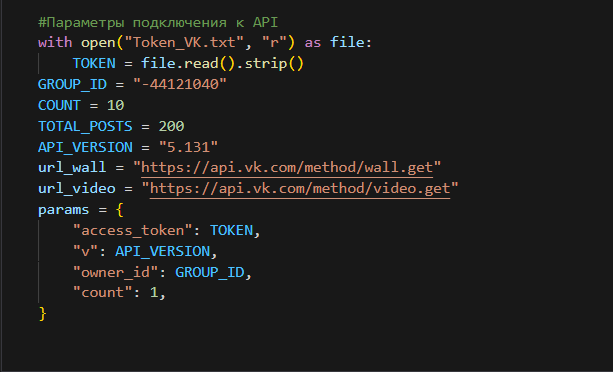 #Параметры подключения к API
with open("Token_VK.txt", "r") as file:
    TOKEN = file.read().strip()
GROUP_ID = "-44121040"
COUNT = 10
TOTAL_POSTS = 200
API_VERSION = "5.131"
url_wall = "https://api.vk.com/method/wall.get"
url_video = "https://api.vk.com/method/video.get"
params = {
    "access_token": TOKEN,
    "v": API_VERSION,
    "owner_id": GROUP_ID,
    "count": 1,
}